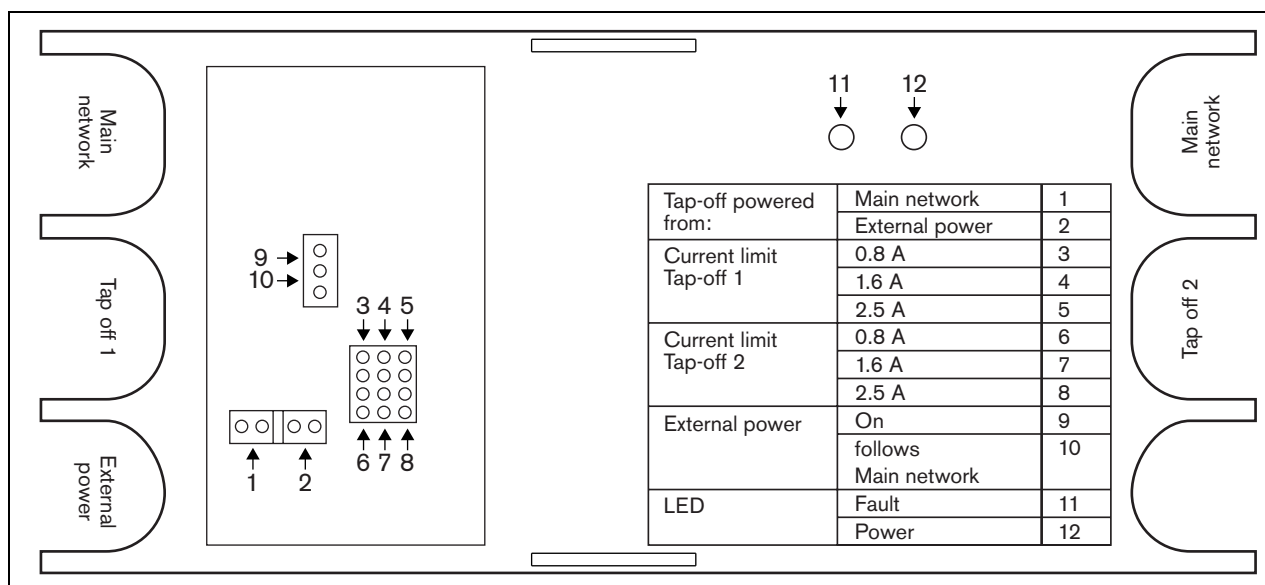 Main
network
Tap off 1
External
power
9
10
3 4 5
6 7 8
1 2
11 12
Tap-off powered
from:
Main network 1
External power 2
Current limit
Tap-off 1
0.8 A 3
1.6 A 4
2.5 A 5
Current limit
Tap-off 2
0.8 A 6
1.6 A 7
2.5 A 8
External power On 9
follows 10
Main network
LED Fault 11
Power 12
Main
network
Tap off 2